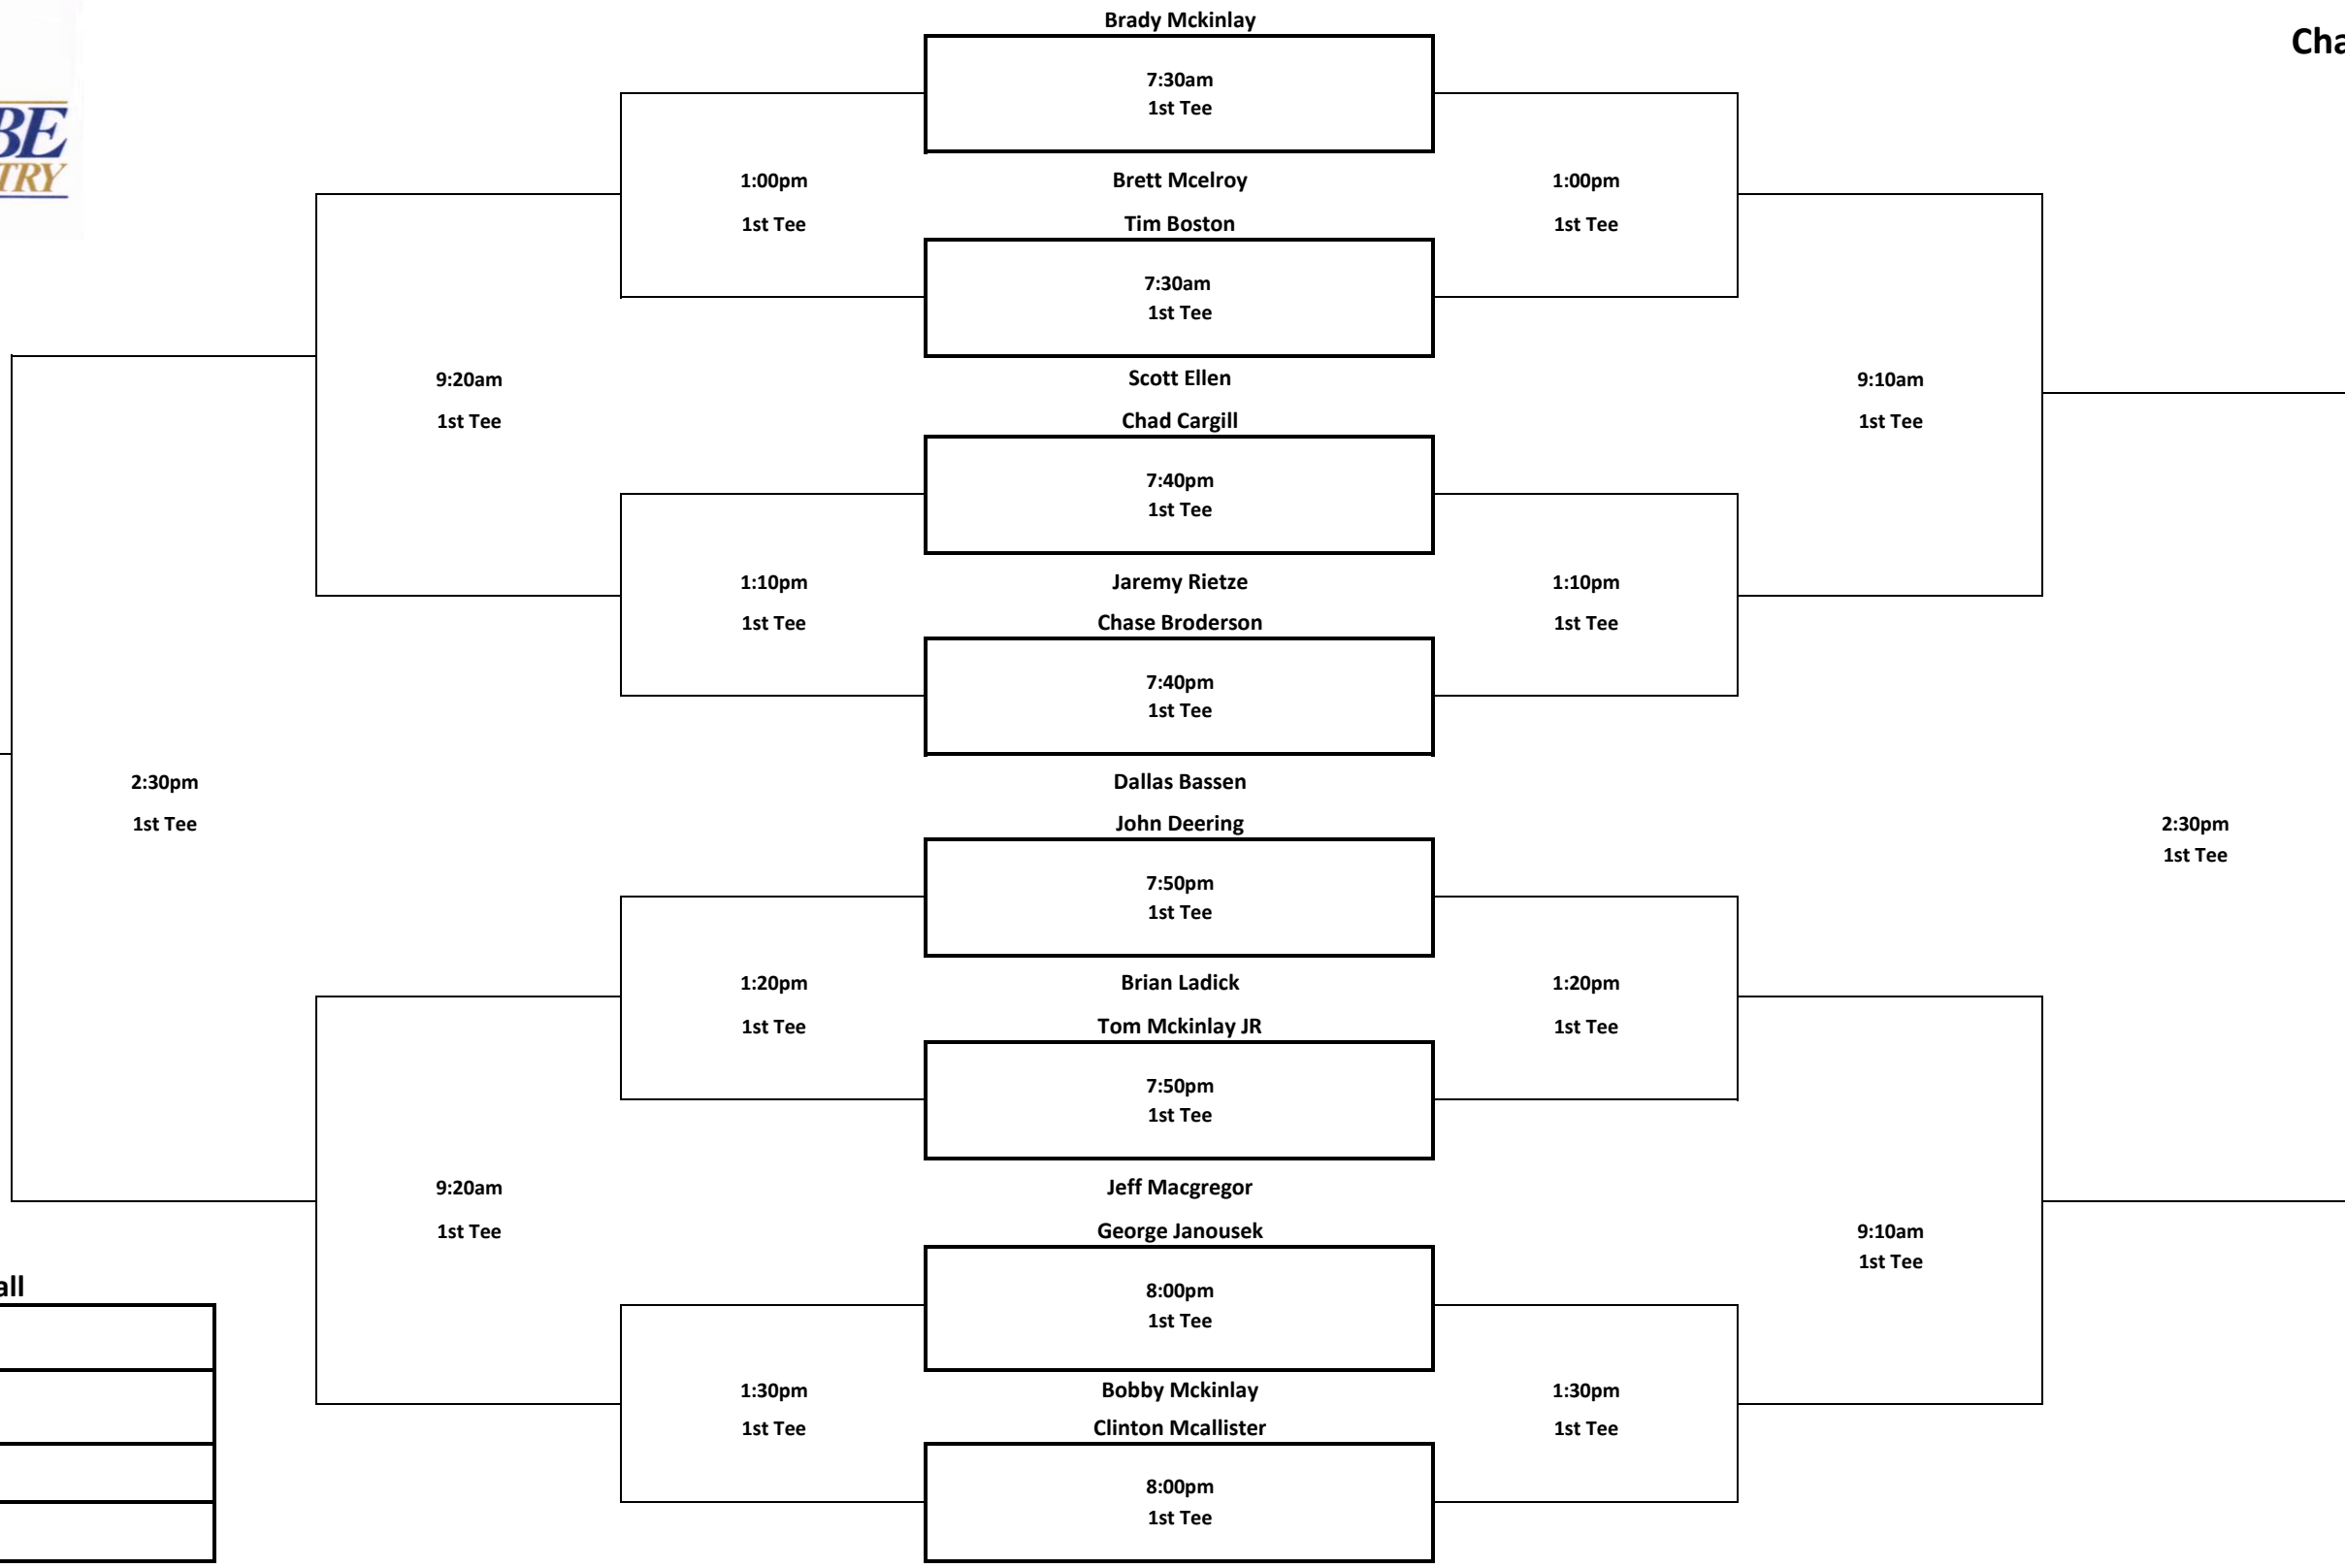 Brady Mckinlay
Cha
7:30am
1st Tee
BE
TRY
1:00pm
Brett Mcelroy
1:00pm
1st Tee
Tim Boston
1st Tee
7:30am
1st Tee
9:20am
Scott Ellen
9:10am
1st Tee
Chad Cargill
1st Tee
7:40pm
1st Tee
1:10pm
Jaremy Rietze
1:10pm
1st Tee
Chase Broderson
1st Tee
7:40pm
1st Tee
2:30pm
Dallas Bassen
1st Tee
John Deering
2:30pm
1st Tee
7:50pm
1st Tee
1:20pm
Brian Ladick
1:20pm
1st Tee
Tom Mckinlay JR
1st Tee
7:50pm
1st Tee
9:20am
Jeff Macgregor
1st Tee
George Janousek
9:10am
1st Tee
all
8:00pm
1st Tee
1:30pm
Bobby Mckinlay
1:30pm
1st Tee
Clinton Mcallister
1st Tee
8:00pm
1st Tee